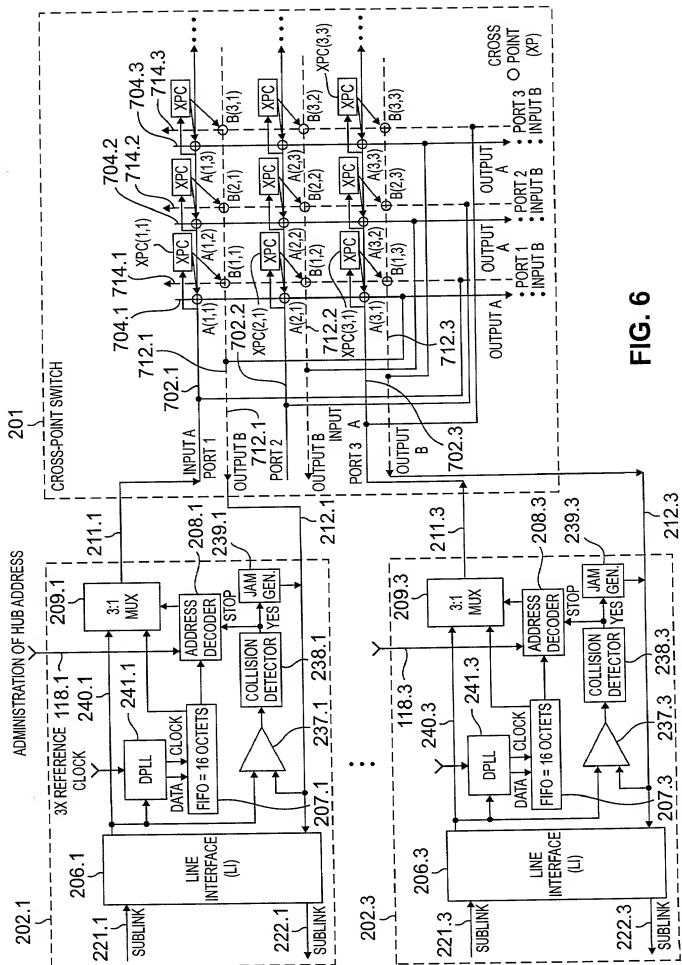 CROSS-POINT SWITCH
201
704.1
714.1
XPC(1,1)
704.2
714.2
704.3
714.3
712.1
702.1
INPUT A
PORT 1
OUTPUT B
712.1
PORT 2
702.2
OUTPUT B
712.2
INPUT
A
PORT 3
OUTPUT
B
702.3
712.3
XPC
XPC
XPC
A(1,1)
A(1,2)
A(1,3)
B(1,1)
B(2,1)
B(3,1)
XPC(2,1)
XPC
XPC
XPC
A(2,1)
A(2,2)
A(2,3)
B(1,2)
B(2,2)
B(3,2)
XPC(3,1)
XPC
XPC
XPC
XPC(3,3)
A(3,1)
A(3,2)
A(3,3)
B(1,3)
B(2,3)
B(3,3)
OUTPUT A
PORT 1
INPUT B
OUTPUT
A
PORT 2
INPUT B
OUTPUT
A
PORT 3
INPUT B
CROSS
POINT
(XP)
ADMINISTRATION OF HUB ADDRESS
3X REFERENCE
CLOCK
202.1
206.1
118.1
240.1
241.1
209.1
211.1
3:1
MUX
208.1
ADDRESS
DECODER
239.1
STOP
JAM
GEN.
YES
DPLL
DATA
CLOCK
FIFO = 16 OCTETS
207.1
COLLISION
DETECTOR
238.1
237.1
212.1
LINE
INTERFACE
(LI)
221.1
SUBLINK
222.1
SUBLINK
202.3
206.3
118.3
240.3
241.3
209.3
211.3
3:1
MUX
208.3
ADDRESS
DECODER
239.3
STOP
JAM
GEN.
YES
DPLL
DATA
CLOCK
FIFO = 16 OCTETS
207.3
COLLISION
DETECTOR
238.3
237.3
212.3
LINE
INTERFACE
(LI)
221.3
SUBLINK
222.3
SUBLINK
FIG. 6